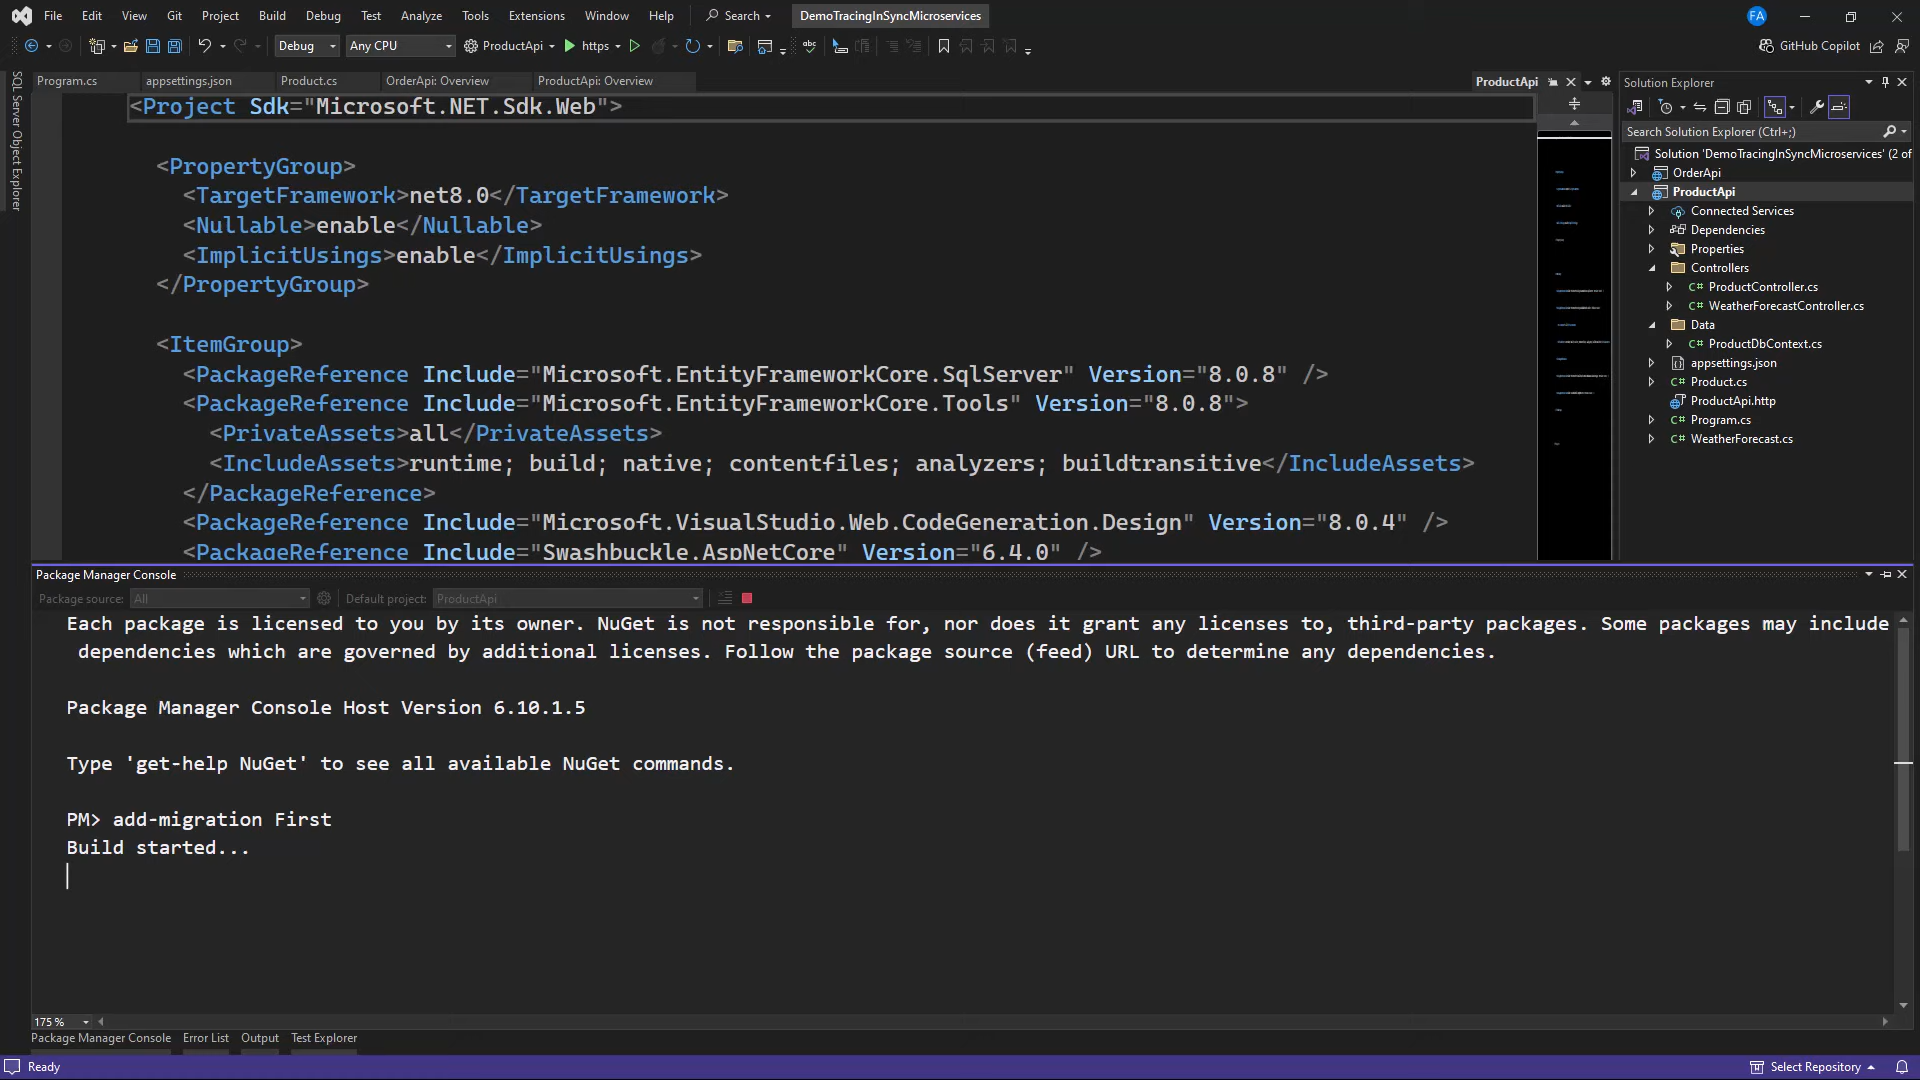 File Edit View Git Project Build Debug Test Analyze Tools Extensions Window Help Search DemoTracingInSyncMicroservices FA
Debug Any CPU ProductApi https GitHub Copilot
SQL Server Object Explorer
Program.cs appsettings.json Product.cs OrderApi: Overview ProductApi: Overview ProductApi
<Project Sdk="Microsoft.NET.Sdk.Web">
<PropertyGroup>
<TargetFramework>net8.0</TargetFramework>
<Nullable>enable</Nullable>
<ImplicitUsings>enable</ImplicitUsings>
</PropertyGroup>
<ItemGroup>
<PackageReference Include="Microsoft.EntityFrameworkCore.SqlServer" Version="8.0.8" />
<PackageReference Include="Microsoft.EntityFrameworkCore.Tools" Version="8.0.8">
<PrivateAssets>all</PrivateAssets>
<IncludeAssets>runtime; build; native; contentfiles; analyzers; buildtransitive</IncludeAssets>
</PackageReference>
<PackageReference Include="Microsoft.VisualStudio.Web.CodeGeneration.Design" Version="8.0.4" />
<PackageReference Include="Swashbuckle.AspNetCore" Version="6.4.0" />
Solution Explorer
Search Solution Explorer (Ctrl+;)
Solution 'DemoTracingInSyncMicroservices' (2 of
OrderApi
ProductApi
Connected Services
Dependencies
Properties
Controllers
C# ProductController.cs
C# WeatherForecastController.cs
Data
C# ProductDbContext.cs
appsettings.json
C# Product.cs
ProductApi.http
C# Program.cs
C# WeatherForecast.cs
Package Manager Console
Package source: All Default project: ProductApi
Each package is licensed to you by its owner. NuGet is not responsible for, nor does it grant any licenses to, third-party packages. Some packages may include
dependencies which are governed by additional licenses. Follow the package source (feed) URL to determine any dependencies.
Package Manager Console Host Version 6.10.1.5
Type 'get-help NuGet' to see all available NuGet commands.
PM> add-migration First
Build started...
175 %
Package Manager Console Error List Output Test Explorer
Ready Select Repository